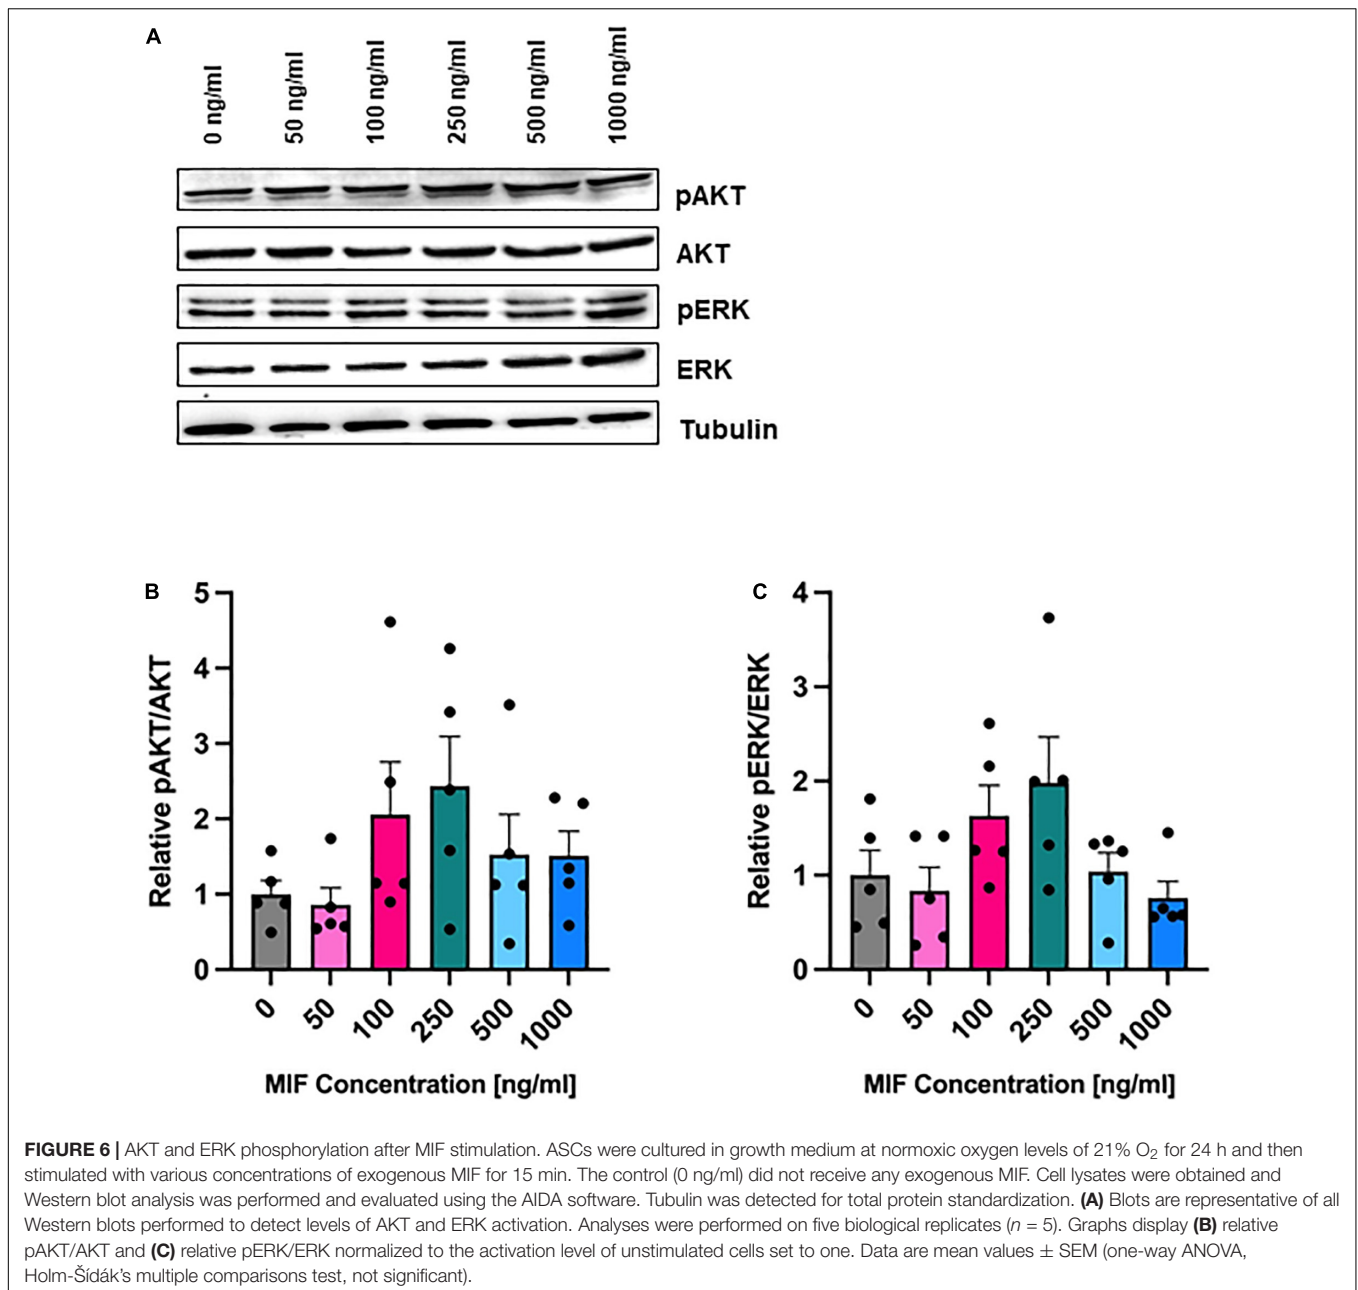 A
0 ng/ml
50 ng/ml
100 ng/ml
250 ng/ml
500 ng/ml
1000 ng/ml
pAKT
AKT
pERK
ERK
Tubulin
B
Relative pAKT/AKT
5
4
3
2
1
0
0
50
100
250
500
1000
MIF Concentration [ng/ml]
C
Relative pERK/ERK
4
3
2
1
0
0
50
100
250
500
1000
MIF Concentration [ng/ml]
FIGURE 6 | AKT and ERK phosphorylation after MIF stimulation. ASCs were cultured in growth medium at normoxic oxygen levels of 21% O₂ for 24 h and then
stimulated with various concentrations of exogenous MIF for 15 min. The control (0 ng/ml) did not receive any exogenous MIF. Cell lysates were obtained and
Western blot analysis was performed and evaluated using the AIDA software. Tubulin was detected for total protein standardization. (A) Blots are representative of all
Western blots performed to detect levels of AKT and ERK activation. Analyses were performed on five biological replicates (n = 5). Graphs display (B) relative
pAKT/AKT and (C) relative pERK/ERK normalized to the activation level of unstimulated cells set to one. Data are mean values ± SEM (one-way ANOVA,
Holm-Šídák's multiple comparisons test, not significant).